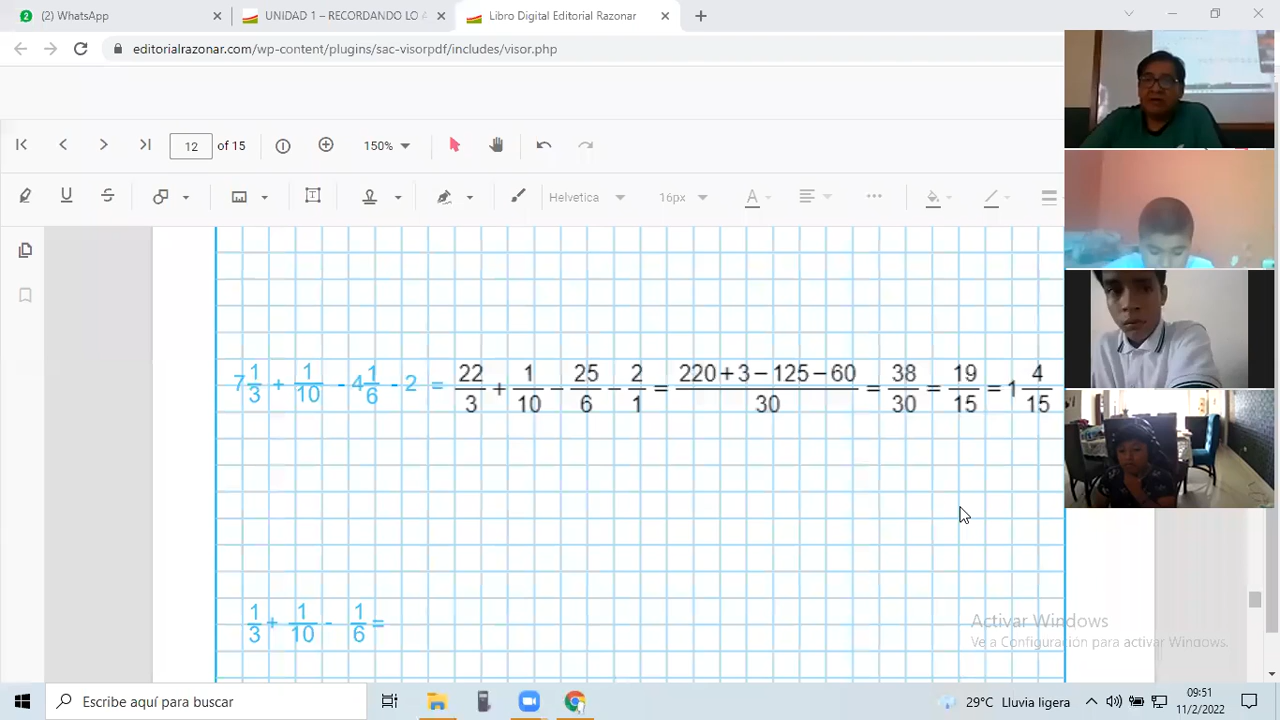 (2) WhatsApp
UNIDAD 1 – RECORDANDO LO A
Libro Digital Editorial Razonar
editorialrazonar.com/wp-content/plugins/sac-visorpdf/includes/visor.php
12 of 15 150%
Helvetica 16px
7 1/3 + 1/10 - 4 1/6 - 2 = 22/3 + 1/10 − 25/6 − 2/1 = 220+3−125−60/30 = 38/30 = 19/15 = 1 4/15
1/3 + 1/10 - 1/6 =
Activar Windows
Ve a Configuración para activar Windows.
Escribe aquí para buscar
29°C Lluvia ligera
09:51
11/2/2022